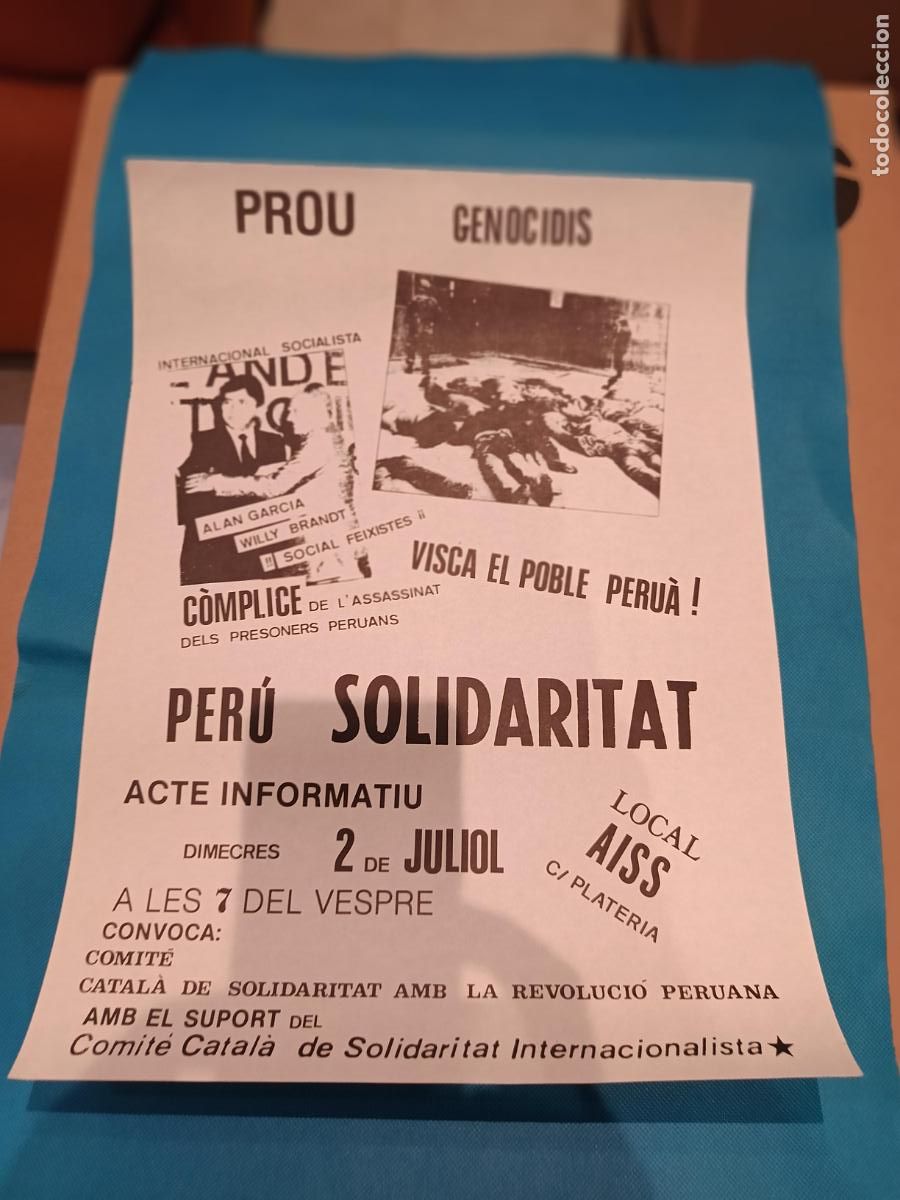 PROU GENOCIDIS
INTERNACIONAL SOCIALISTA
ANDE
ALAN GARCIA
WILLY BRANDT
!! SOCIAL FEIXISTES ¡¡
CÒMPLICE DE L'ASSASSINAT
DELS PRESONERS PERUANS
VISCA EL POBLE PERUÀ !
PERÚ SOLIDARITAT
ACTE INFORMATIU
DIMECRES 2 DE JULIOL
A LES 7 DEL VESPRE
LOCAL
AISS
C/ PLATERIA
CONVOCA:
COMITÉ
CATALÀ DE SOLIDARITAT AMB LA REVOLUCIÓ PERUANA
AMB EL SUPORT DEL
Comité Català de Solidaritat Internacionalista ★
todocoleccion